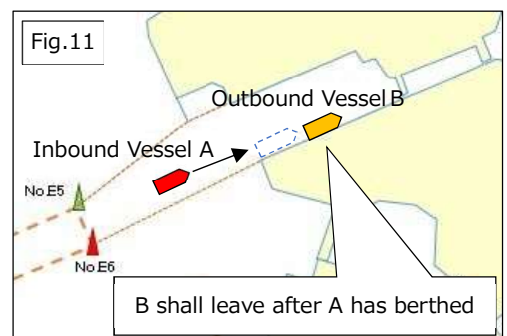 Fig.11
Outbound Vessel B
Inbound Vessel A
No.E5
No.E6
B shall leave after A has berthed